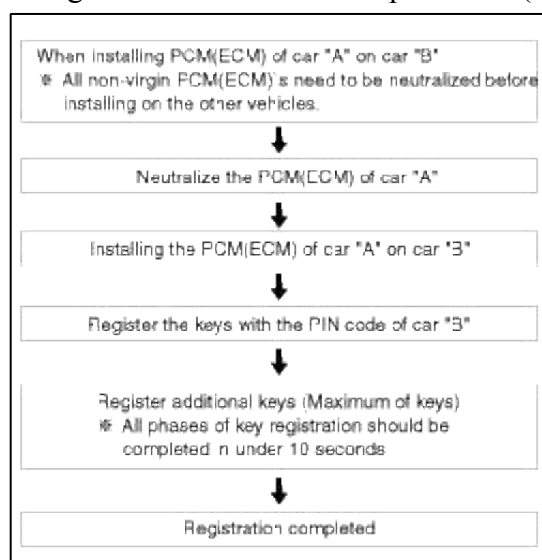 When installing PCM(ECM) of car "A" on car "B"
※ All non-virgin PCM(ECM)`s need to be neutralized before
installing on the other vehicles.
Neutralize the PCM(ECM) of car "A"
Installing the PCM(ECM) of car "A" on car "B"
Register the keys with the PIN code of car "B"
Register additional keys (Maximum of keys)
※ All phases of key registration should be
completed in under 10 seconds
Registration completed